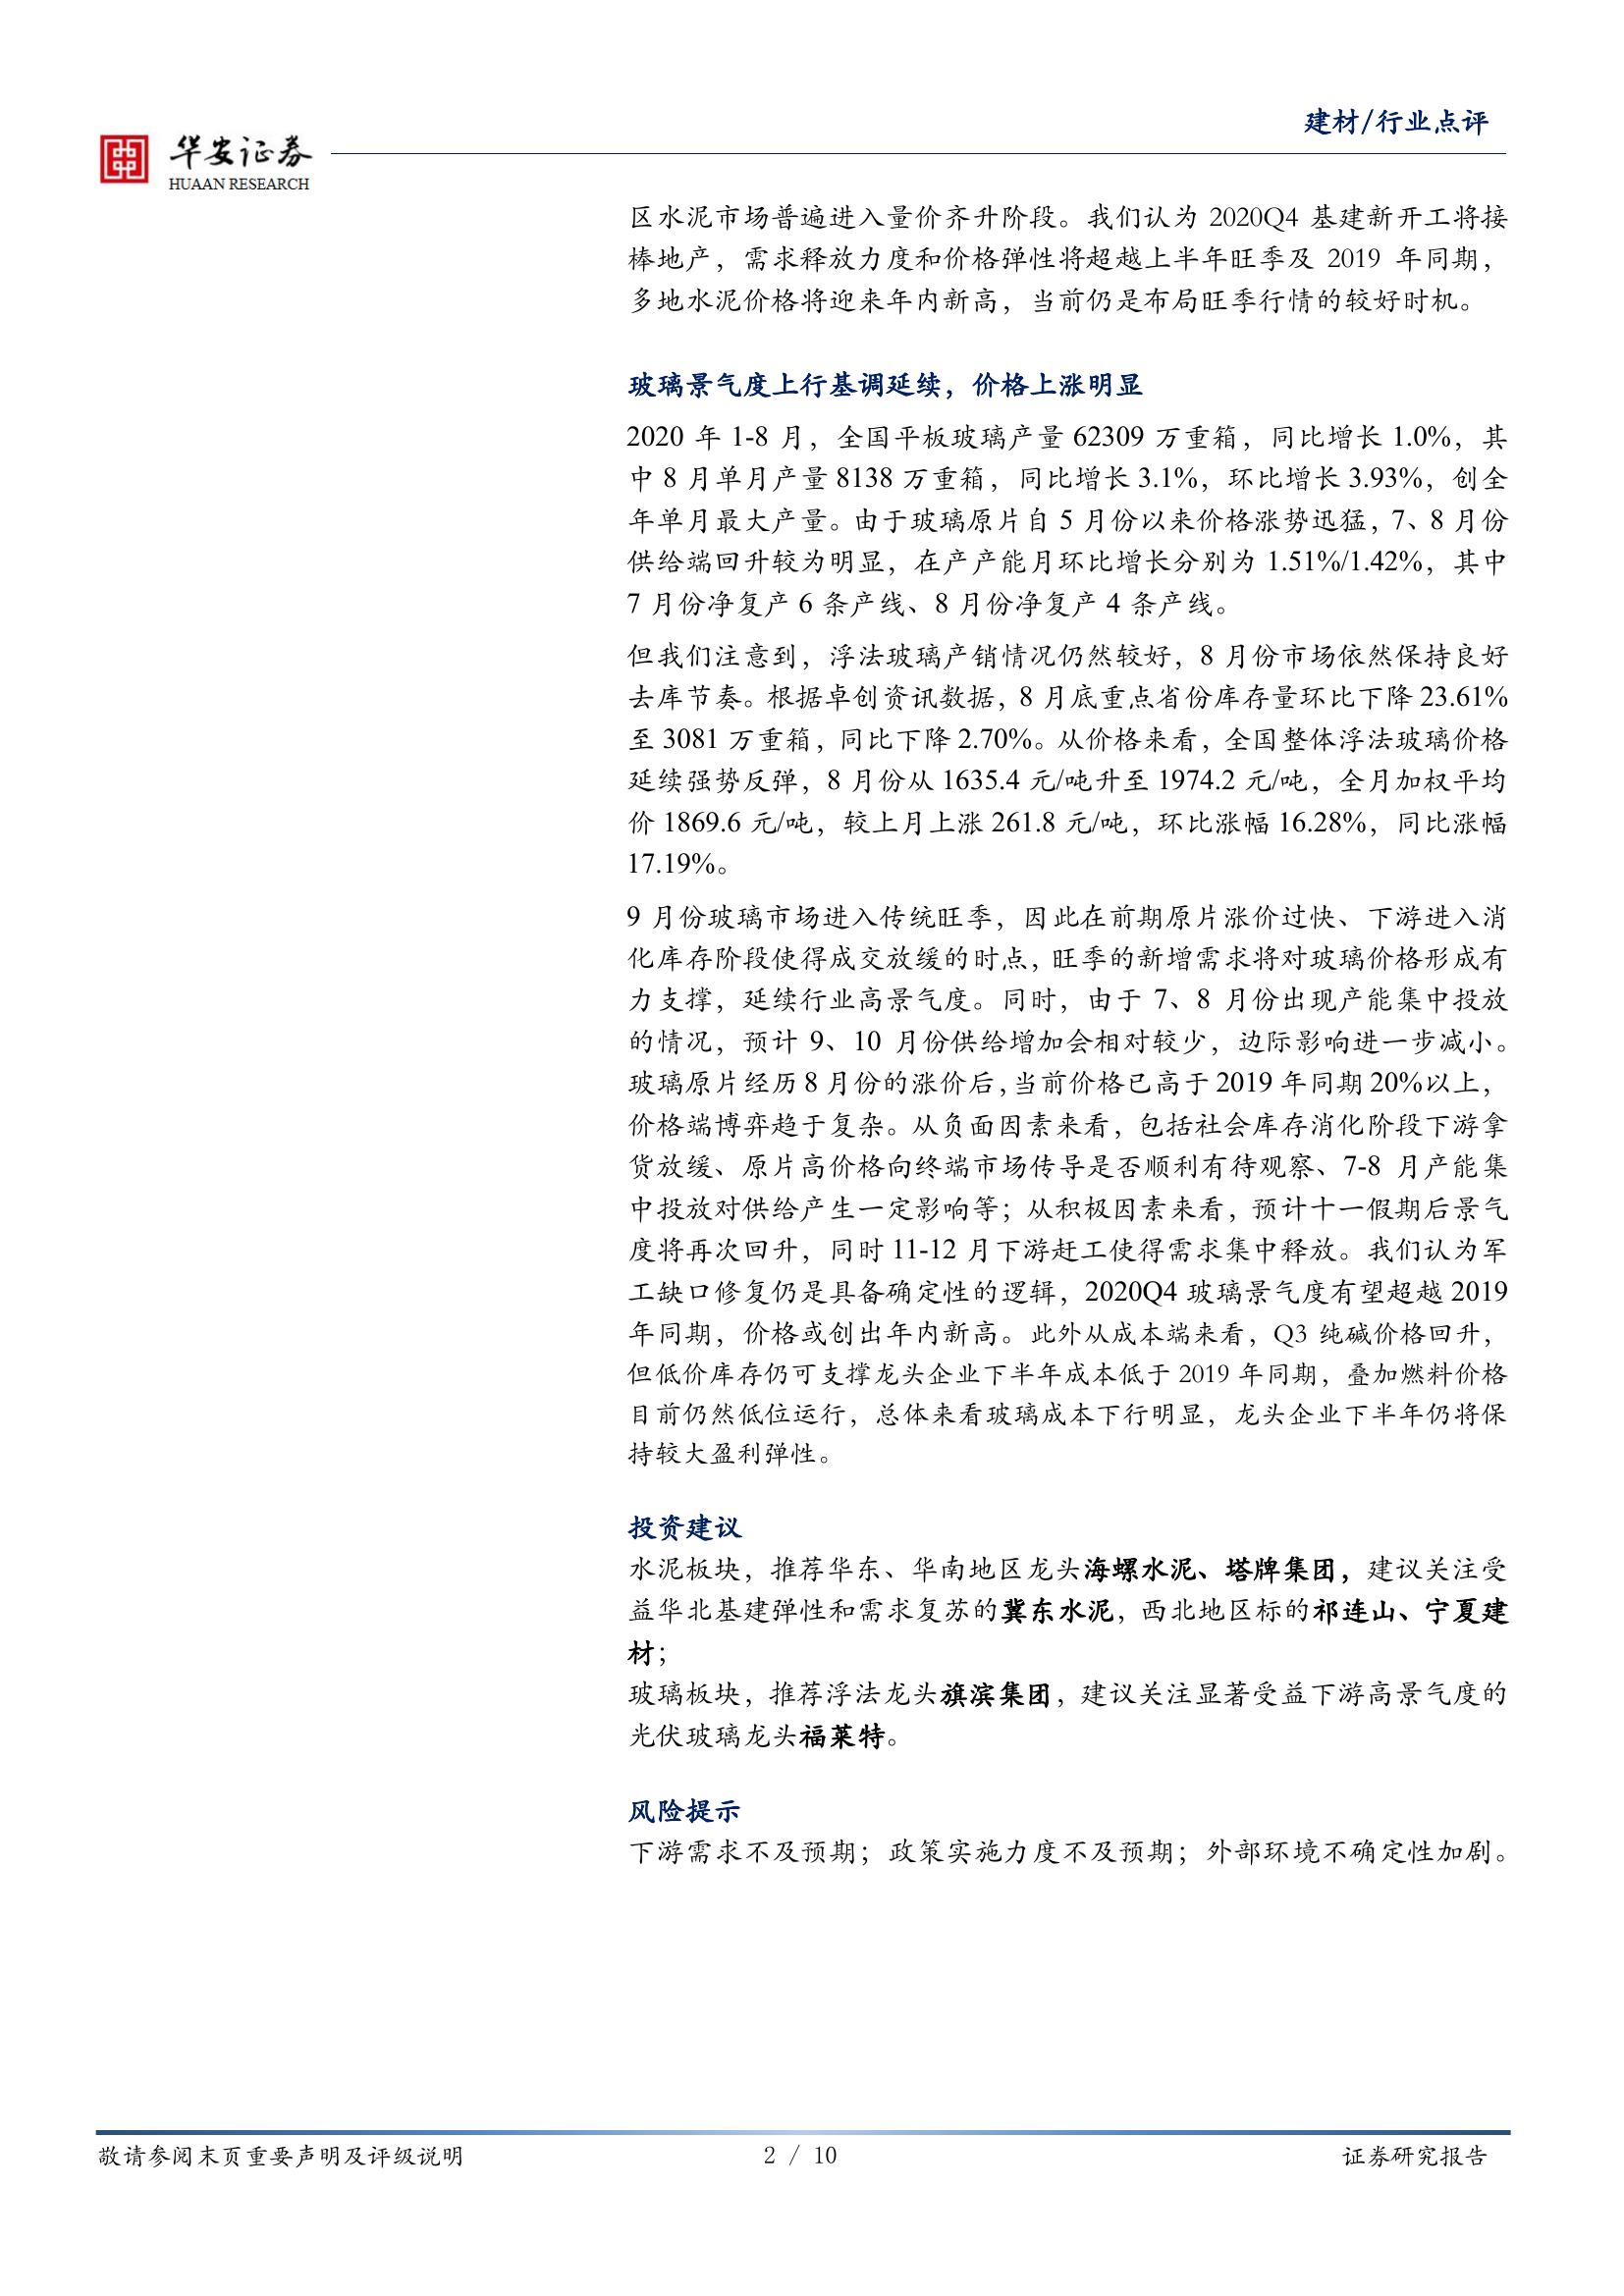 建材/行业点评
华安证券
HUAAN RESEARCH
区水泥市场普遍进入量价齐升阶段。我们认为 2020Q4 基建新开工将接
棒地产，需求释放力度和价格弹性将超越上半年旺季及 2019 年同期，
多地水泥价格将迎来年内新高，当前仍是布局旺季行情的较好时机。
玻璃景气度上行基调延续，价格上涨明显
2020 年 1-8 月，全国平板玻璃产量 62309 万重箱，同比增长 1.0%，其
中 8 月单月产量 8138 万重箱，同比增长 3.1%，环比增长 3.93%，创全
年单月最大产量。由于玻璃原片自 5 月份以来价格涨势迅猛，7、8 月份
供给端回升较为明显，在产产能月环比增长分别为 1.51%/1.42%，其中
7 月份净复产 6 条产线、8 月份净复产 4 条产线。
但我们注意到，浮法玻璃产销情况仍然较好，8 月份市场依然保持良好
去库节奏。根据卓创资讯数据，8 月底重点省份库存量环比下降 23.61%
至 3081 万重箱，同比下降 2.70%。从价格来看，全国整体浮法玻璃价格
延续强势反弹，8 月份从 1635.4 元/吨升至 1974.2 元/吨，全月加权平均
价 1869.6 元/吨，较上月上涨 261.8 元/吨，环比涨幅 16.28%，同比涨幅
17.19%。
9 月份玻璃市场进入传统旺季，因此在前期原片涨价过快、下游进入消
化库存阶段使得成交放缓的时点，旺季的新增需求将对玻璃价格形成有
力支撑，延续行业高景气度。同时，由于 7、8 月份出现产能集中投放
的情况，预计 9、10 月份供给增加会相对较少，边际影响进一步减小。
玻璃原片经历 8 月份的涨价后，当前价格已高于 2019 年同期 20%以上，
价格端博弈趋于复杂。从负面因素来看，包括社会库存消化阶段下游拿
货放缓、原片高价格向终端市场传导是否顺利有待观察、7-8 月产能集
中投放对供给产生一定影响等；从积极因素来看，预计十一假期后景气
度将再次回升，同时 11-12 月下游赶工使得需求集中释放。我们认为军
工缺口修复仍是具备确定性的逻辑，2020Q4 玻璃景气度有望超越 2019
年同期，价格或创出年内新高。此外从成本端来看，Q3 纯碱价格回升，
但低价库存仍可支撑龙头企业下半年成本低于 2019 年同期，叠加燃料价格
目前仍然低位运行，总体来看玻璃成本下行明显，龙头企业下半年仍将保
持较大盈利弹性。
投资建议
水泥板块，推荐华东、华南地区龙头海螺水泥、塔牌集团，建议关注受
益华北基建弹性和需求复苏的冀东水泥，西北地区标的祁连山、宁夏建
材；
玻璃板块，推荐浮法龙头旗滨集团，建议关注显著受益下游高景气度的
光伏玻璃龙头福莱特。
风险提示
下游需求不及预期；政策实施力度不及预期；外部环境不确定性加剧。
敬请参阅末页重要声明及评级说明
2 / 10
证券研究报告